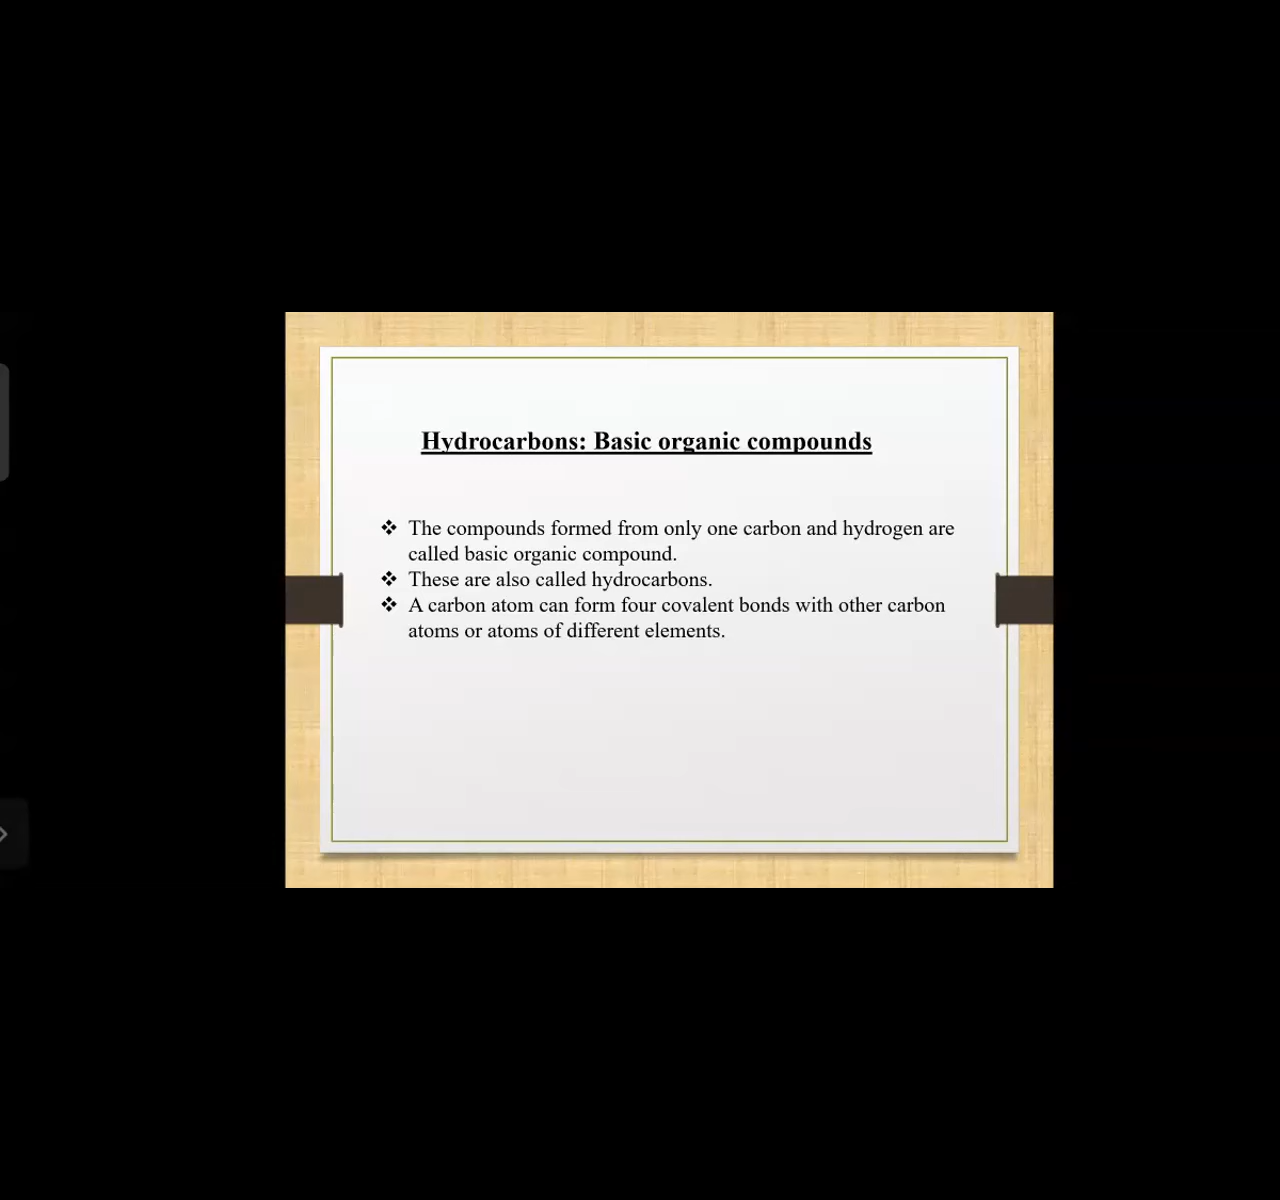 Hydrocarbons: Basic organic compounds
❖ The compounds formed from only one carbon and hydrogen are
called basic organic compound.
❖ These are also called hydrocarbons.
❖ A carbon atom can form four covalent bonds with other carbon
atoms or atoms of different elements.